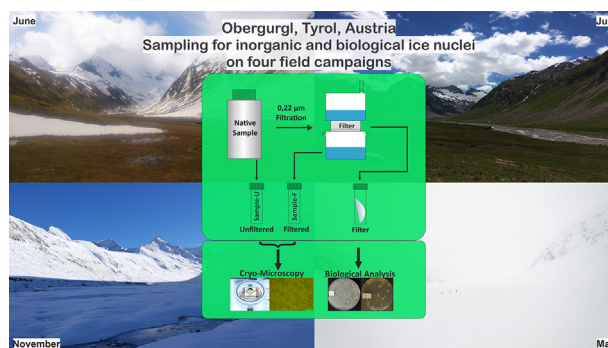 June
Obergurgl, Tyrol, Austria
Sampling for inorganic and biological ice nuclei
on four field campaigns
Native
Sample
0,22 µm
Filtration
Filter
Sample-U
Sample-F
Unfiltered
Filtered
Filter
Cryo-Microscopy
Biological Analysis
November